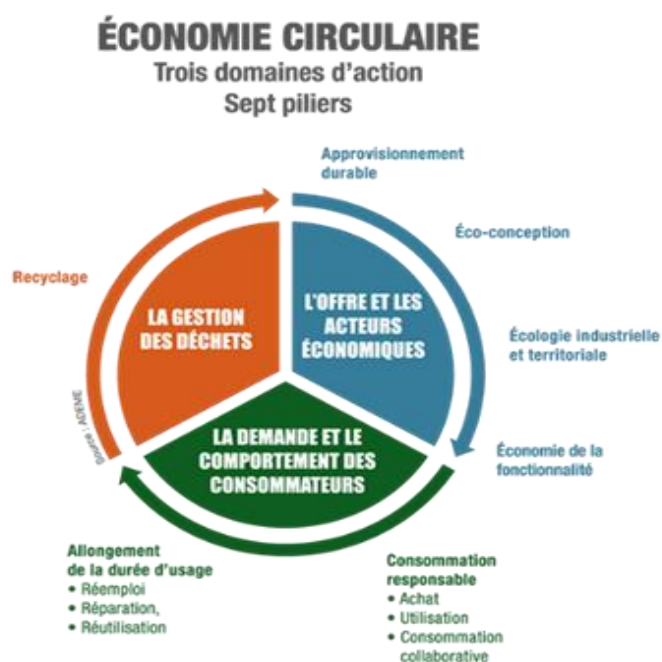 ÉCONOMIE CIRCULAIRE
Trois domaines d'action
Sept piliers
Approvisionnement
durable
Éco-conception
Recyclage
LA GESTION
DES DÉCHETS
L'OFFRE ET LES
ACTEURS
ÉCONOMIQUES
Écologie industrielle
et territoriale
Source : ADEME
LA DEMANDE ET LE
COMPORTEMENT DES
CONSOMMATEURS
Économie de la
fonctionnalité
Allongement
de la durée d'usage
• Réemploi
• Réparation,
• Réutilisation
Consommation
responsable
• Achat
• Utilisation
• Consommation
collaborative